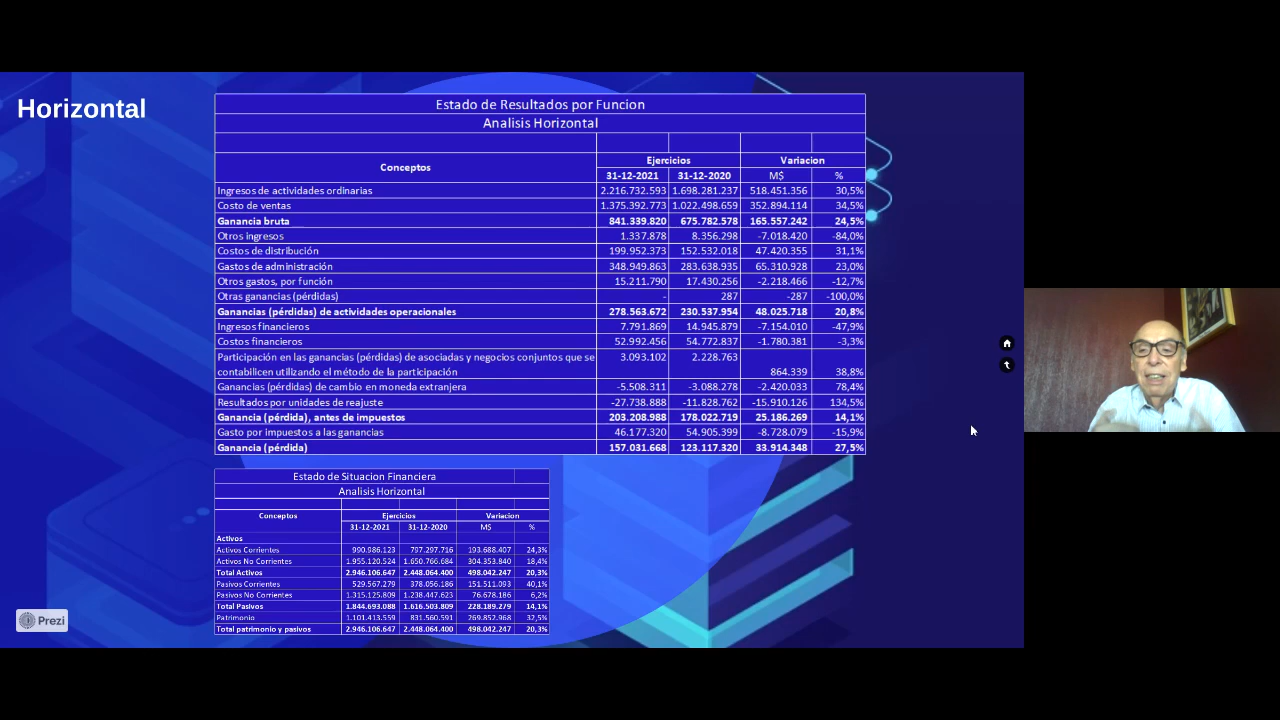 Horizontal
Estado de Resultados por Funcion
Analisis Horizontal
Conceptos Ejercicios Variacion
31-12-2021 31-12-2020 M$ %
Ingresos de actividades ordinarias 2.216.732.593 1.698.281.237 518.451.356 30,5%
Costo de ventas 1.375.392.773 1.022.498.659 352.894.114 34,5%
Ganancia bruta 841.339.820 675.782.578 165.557.242 24,5%
Otros ingresos 1.337.878 8.356.298 -7.018.420 -84,0%
Costos de distribución 199.952.373 152.532.018 47.420.355 31,1%
Gastos de administración 348.949.863 283.638.935 65.310.928 23,0%
Otros gastos, por función 15.211.790 17.430.256 -2.218.466 -12,7%
Otras ganancias (pérdidas) - 287 -287 -100,0%
Ganancias (pérdidas) de actividades operacionales 278.563.672 230.537.954 48.025.718 20,8%
Ingresos financieros 7.791.869 14.945.879 -7.154.010 -47,9%
Costos financieros 52.992.456 54.772.837 -1.780.381 -3,3%
Participación en las ganancias (pérdidas) de asociadas y negocios conjuntos que se 3.093.102 2.228.763
contabilicen utilizando el método de la participación 864.339 38,8%
Ganancias (pérdidas) de cambio en moneda extranjera -5.508.311 -3.088.278 -2.420.033 78,4%
Resultados por unidades de reajuste -27.738.888 -11.828.762 -15.910.126 134,5%
Ganancia (pérdida), antes de impuestos 203.208.988 178.022.719 25.186.269 14,1%
Gasto por impuestos a las ganancias 46.177.320 54.905.399 -8.728.079 -15,9%
Ganancia (pérdida) 157.031.668 123.117.320 33.914.348 27,5%
Estado de Situacion Financiera
Analisis Horizontal
Conceptos Ejercicios Variacion
31-12-2021 31-12-2020 M$ %
Activos
Activos Corrientes 990.986.123 797.297.716 193.688.407 24,3%
Activos No Corrientes 1.955.120.524 1.650.766.684 304.353.840 18,4%
Total Activos 2.946.106.647 2.448.064.400 498.042.247 20,3%
Pasivos Corrientes 529.567.279 378.056.186 151.511.093 40,1%
Pasivos No Corrientes 1.315.125.809 1.238.447.623 76.678.186 6,2%
Total Pasivos 1.844.693.088 1.616.503.809 228.189.279 14,1%
Patrimonio 1.101.413.559 831.560.591 269.852.968 32,5%
Total patrimonio y pasivos 2.946.106.647 2.448.064.400 498.042.247 20,3%
Prezi